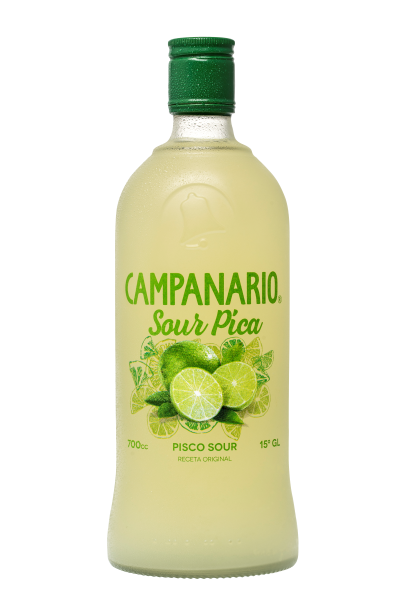 CAMPANARIO®
Sour Pica
700cc PISCO SOUR 15° GL
RECETA ORIGINAL